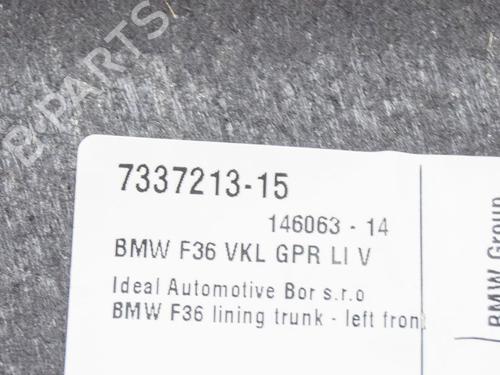 B-PARTS
7337213-15
146063 - 14
BMW F36 VKL GPR LI V
Ideal Automotive Bor s.r.o
BMW F36 lining trunk - left front
BMW Group